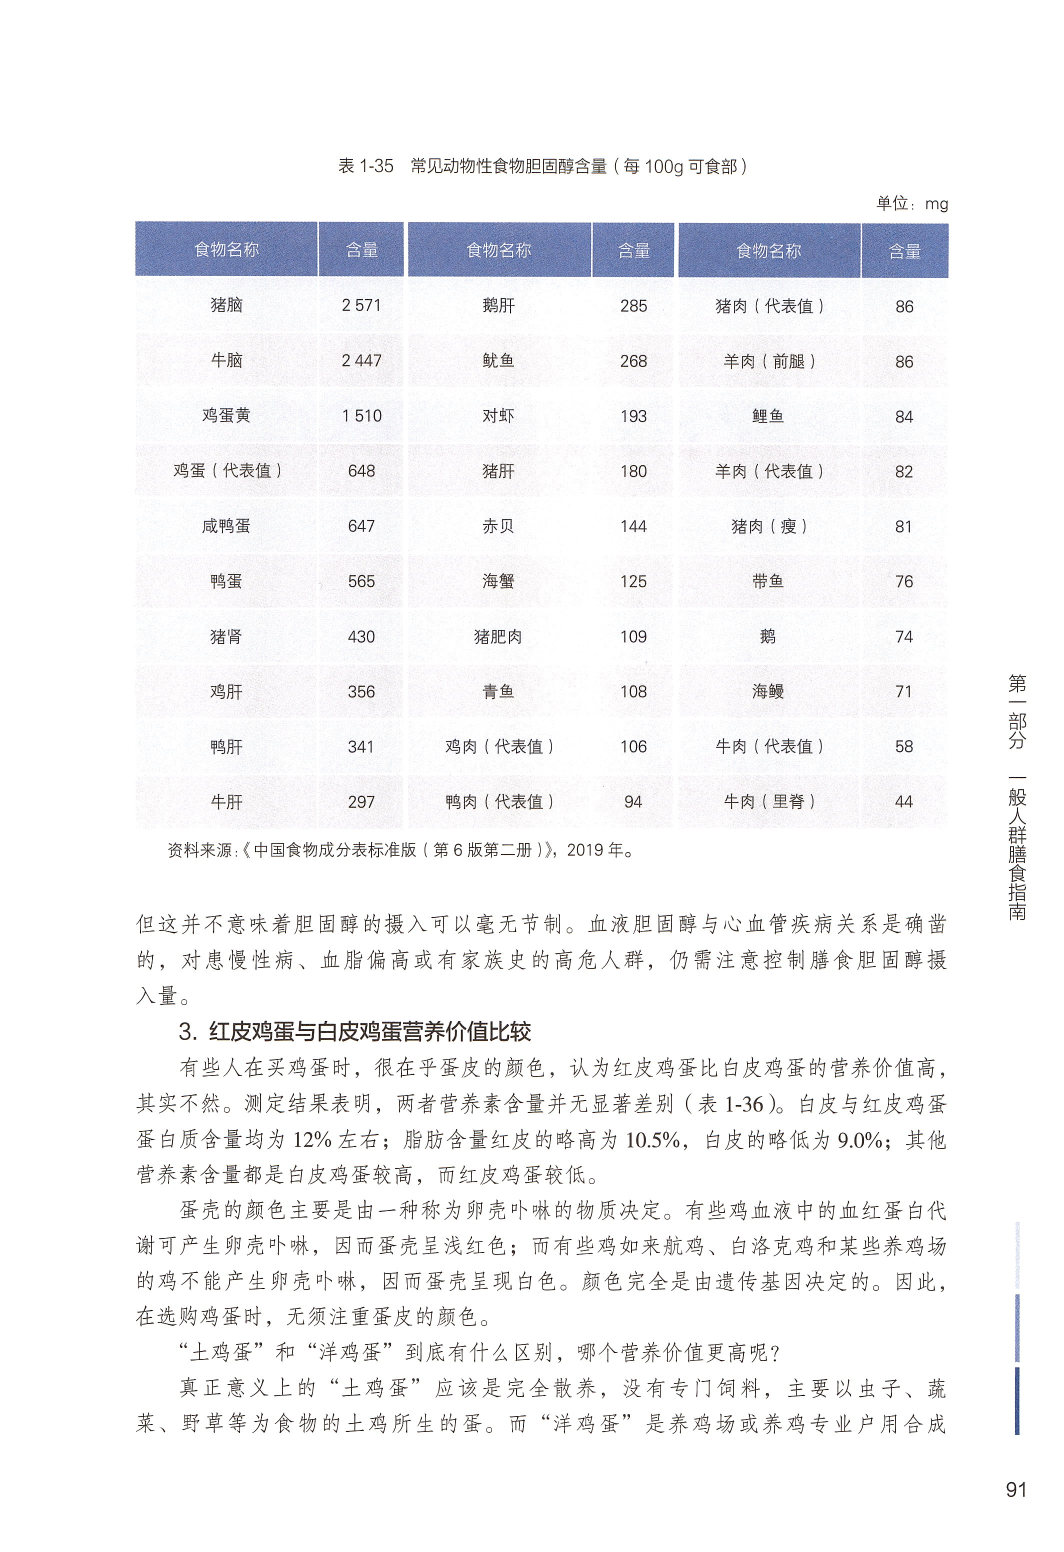 表 1-35 常见动物性食物胆固醇含量（每 100g 可食部）
单位：mg
食物名称 含量 食物名称 含量 食物名称 含量
猪脑 2 571 鹅肝 285 猪肉（代表值） 86
牛脑 2 447 鱿鱼 268 羊肉（前腿） 86
鸡蛋黄 1 510 对虾 193 鲤鱼 84
鸡蛋（代表值） 648 猪肝 180 羊肉（代表值） 82
咸鸭蛋 647 赤贝 144 猪肉（瘦） 81
鸭蛋 565 海蟹 125 带鱼 76
猪肾 430 猪肥肉 109 鹅 74
鸡肝 356 青鱼 108 海鳗 71
鸭肝 341 鸡肉（代表值） 106 牛肉（代表值） 58
牛肝 297 鸭肉（代表值） 94 牛肉（里脊） 44
资料来源：《中国食物成分表标准版（第 6 版第二册）》，2019 年。
但这并不意味着胆固醇的摄入可以毫无节制。血液胆固醇与心血管疾病关系是确凿
的，对患慢性病、血脂偏高或有家族史的高危人群，仍需注意控制膳食胆固醇摄
入量。
3. 红皮鸡蛋与白皮鸡蛋营养价值比较
有些人在买鸡蛋时，很在乎蛋皮的颜色，认为红皮鸡蛋比白皮鸡蛋的营养价值高，
其实不然。测定结果表明，两者营养素含量并无显著差别（表 1-36）。白皮与红皮鸡蛋
蛋白质含量均为 12% 左右；脂肪含量红皮的略高为 10.5%，白皮的略低为 9.0%；其他
营养素含量都是白皮鸡蛋较高，而红皮鸡蛋较低。
蛋壳的颜色主要是由一种称为卵壳卟啉的物质决定。有些鸡血液中的血红蛋白代
谢可产生卵壳卟啉，因而蛋壳呈浅红色；而有些鸡如来航鸡、白洛克鸡和某些养鸡场
的鸡不能产生卵壳卟啉，因而蛋壳呈现白色。颜色完全是由遗传基因决定的。因此，
在选购鸡蛋时，无须注重蛋皮的颜色。
“土鸡蛋”和“洋鸡蛋”到底有什么区别，哪个营养价值更高呢？
真正意义上的“土鸡蛋”应该是完全散养，没有专门饲料，主要以虫子、蔬
菜、野草等为食物的土鸡所生的蛋。而“洋鸡蛋”是养鸡场或养鸡专业户用合成
第一部分 一般人群膳食指南
91